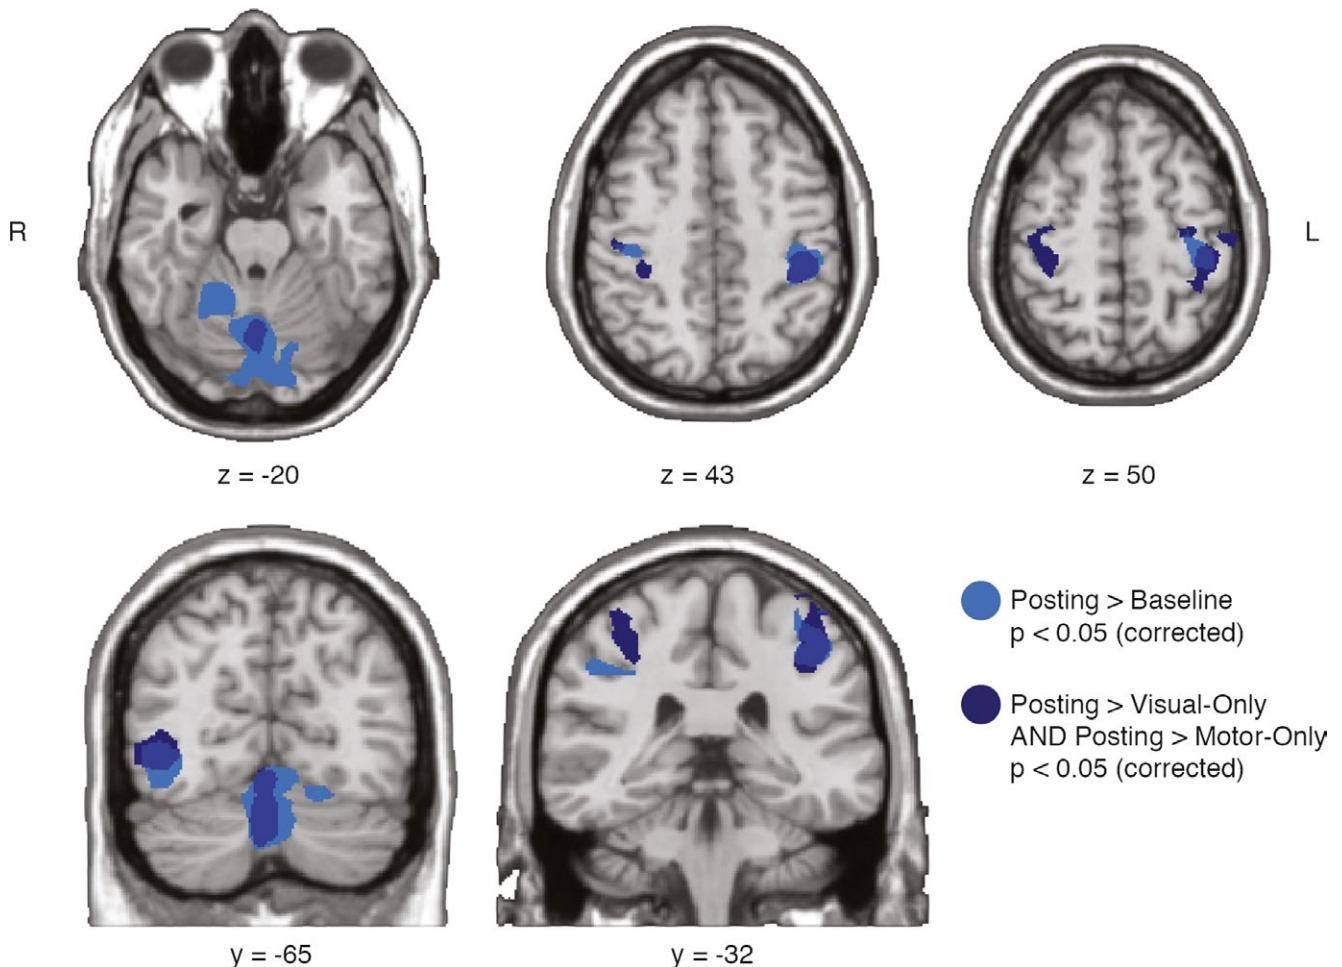 R
L
z = -20
z = 43
z = 50
Posting > Baseline
p < 0.05 (corrected)
Posting > Visual-Only
AND Posting > Motor-Only
p < 0.05 (corrected)
y = -65
y = -32